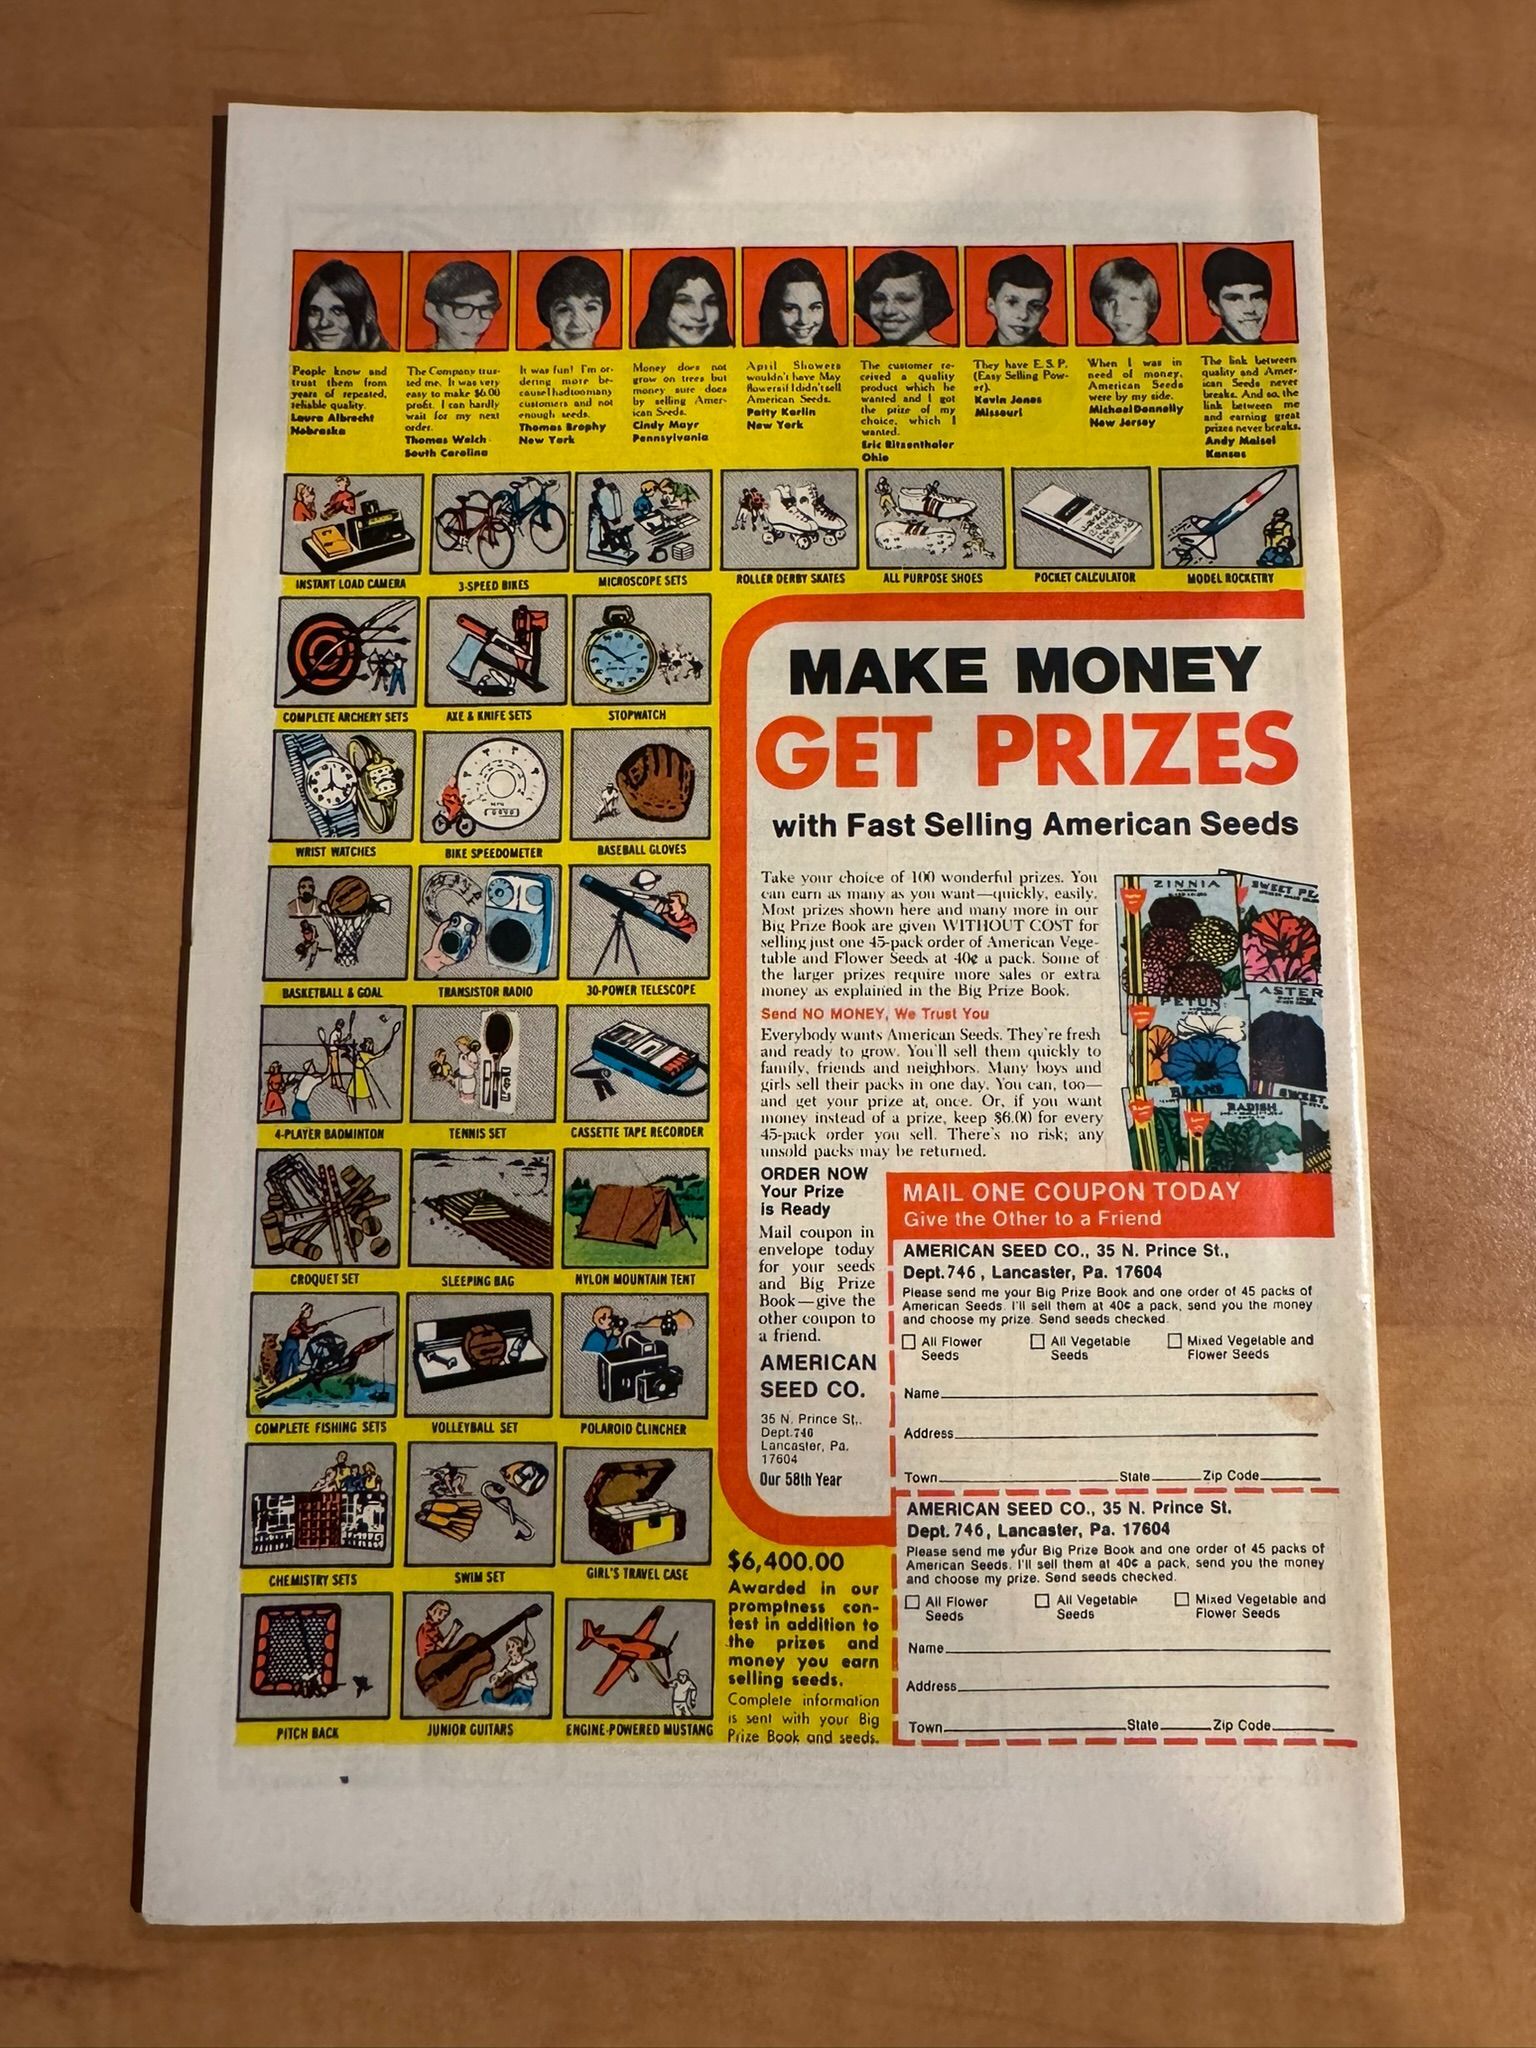 People know and
trust them from
years of repeated,
reliable quality.
Laura Albrecht
Nebraska
The Company trus-
ted me. It was very
easy to make $6.00
profit. I can hardly
wait for my next
order.
Thomas Welch
South Carolina
It was fun! I'm or-
dering more be-
cause I had too many
customers and not
enough seeds.
Thomas Brophy
New York
Money does not
grow on trees but
money sure does
by selling Amer-
ican Seeds.
Cindy Mayr
Pennsylvania
April Showers
wouldn't have May
flowers if I didn't sell
American Seeds.
Patty Karlin
New York
The customer re-
ceived a quality
product which he
wanted and I got
the prize of my
choice, which I
wanted.
Eric Ritzenthaler
Ohio
They have E.S.P.
(Easy Selling Pow-
er).
Kevin Jones
Missouri
When I was in
need of money,
American Seeds
were by my side.
Michael Donnelly
New Jersey
The link between
quality and Amer-
ican Seeds never
breaks. And so, the
link between me
and earning great
prizes never breaks.
Andy Maisel
Kansas
INSTANT LOAD CAMERA
3-SPEED BIKES
MICROSCOPE SETS
ROLLER DERBY SKATES
ALL PURPOSE SHOES
POCKET CALCULATOR
MODEL ROCKETRY
COMPLETE ARCHERY SETS
AXE & KNIFE SETS
STOPWATCH
WRIST WATCHES
BIKE SPEEDOMETER
BASEBALL GLOVES
BASKETBALL & GOAL
TRANSISTOR RADIO
30-POWER TELESCOPE
4-PLAYER BADMINTON
TENNIS SET
CASSETTE TAPE RECORDER
CROQUET SET
SLEEPING BAG
NYLON MOUNTAIN TENT
COMPLETE FISHING SETS
VOLLEYBALL SET
POLAROID CLINCHER
CHEMISTRY SETS
SWIM SET
GIRL'S TRAVEL CASE
PITCH BACK
JUNIOR GUITARS
ENGINE-POWERED MUSTANG
MAKE MONEY
GET PRIZES
with Fast Selling American Seeds
Take your choice of 100 wonderful prizes. You
can earn as many as you want—quickly, easily.
Most prizes shown here and many more in our
Big Prize Book are given WITHOUT COST for
selling just one 45-pack order of American Vege-
table and Flower Seeds at 40¢ a pack. Some of
the larger prizes require more sales or extra
money as explained in the Big Prize Book.
Send NO MONEY, We Trust You
Everybody wants American Seeds. They're fresh
and ready to grow. You'll sell them quickly to
family, friends and neighbors. Many boys and
girls sell their packs in one day. You can, too—
and get your prize at once. Or, if you want
money instead of a prize, keep $6.00 for every
45-pack order you sell. There's no risk; any
unsold packs may be returned.
ZINNIA
SWEET PE
PETUN
ASTER
BEANS
RADISH
SWEET
ORDER NOW
Your Prize
is Ready
Mail coupon in
envelope today
for your seeds
and Big Prize
Book—give the
other coupon to
a friend.
AMERICAN
SEED CO.
35 N. Prince St.,
Dept. 746
Lancaster, Pa.
17604
Our 58th Year
MAIL ONE COUPON TODAY
Give the Other to a Friend
AMERICAN SEED CO., 35 N. Prince St.,
Dept. 746, Lancaster, Pa. 17604
Please send me your Big Prize Book and one order of 45 packs of
American Seeds. I'll sell them at 40¢ a pack, send you the money
and choose my prize. Send seeds checked.
All Flower Seeds
All Vegetable Seeds
Mixed Vegetable and Flower Seeds
Name
Address
Town State Zip Code
AMERICAN SEED CO., 35 N. Prince St.
Dept. 746, Lancaster, Pa. 17604
Please send me your Big Prize Book and one order of 45 packs of
American Seeds. I'll sell them at 40¢ a pack, send you the money
and choose my prize. Send seeds checked.
All Flower Seeds
All Vegetable Seeds
Mixed Vegetable and Flower Seeds
Name
Address
Town State Zip Code
$6,400.00
Awarded in our
promptness con-
test in addition to
the prizes and
money you earn
selling seeds.
Complete information
is sent with your Big
Prize Book and seeds.